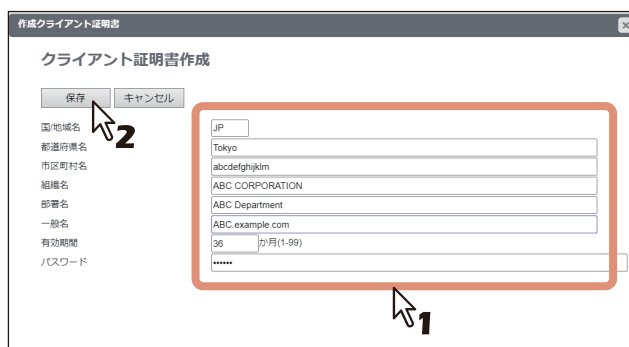 作成クライアント証明書
クライアント証明書作成
保存 キャンセル
2
国/地域名 JP
都道府県名 Tokyo
市区町村名 abcdefghijklm
組織名 ABC CORPORATION
部署名 ABC Department
一般名 ABC.example.com
有効期間 36 か月(1-99)
パスワード ••••••
1